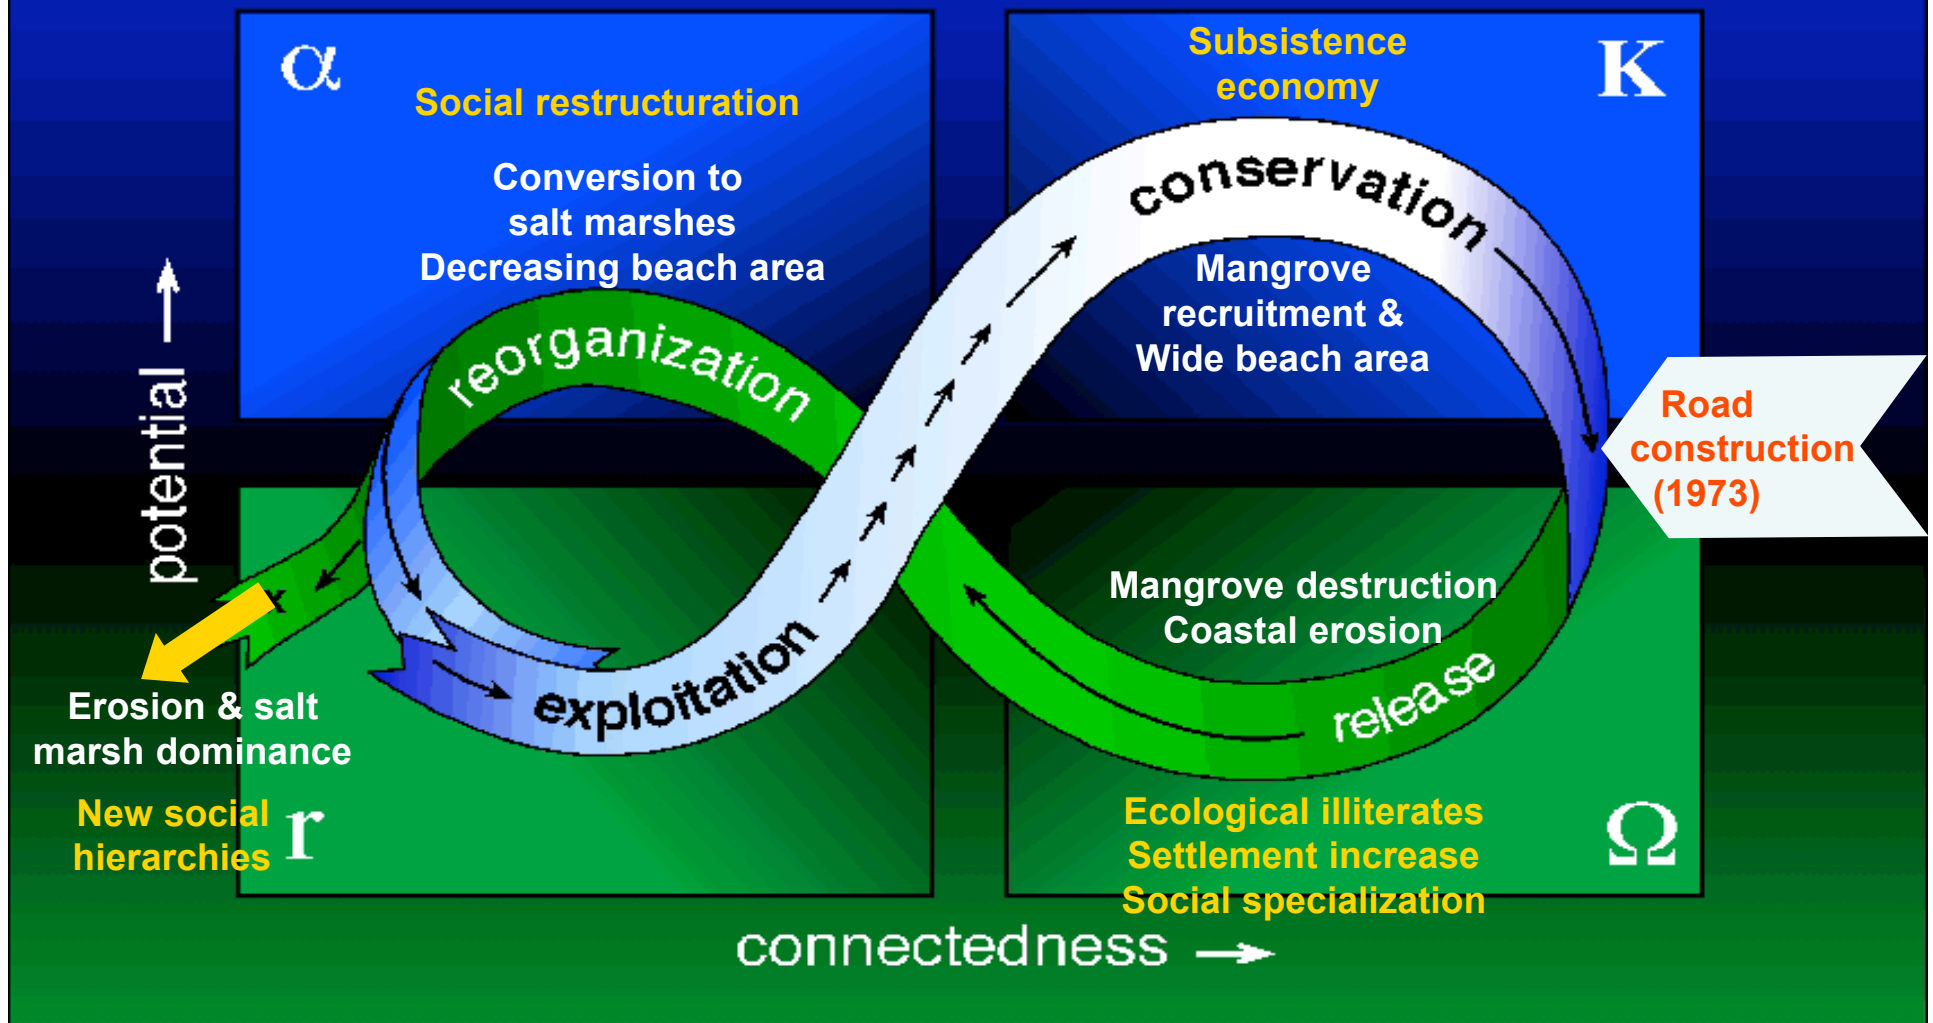 α
Social restructuration
Conversion to
salt marshes
Decreasing beach area
reorganization
Subsistence
economy
K
conservation
Mangrove
recruitment &
Wide beach area
Road
construction
(1973)
potential
x
Erosion & salt
marsh dominance
New social
hierarchies
r
exploitation
Mangrove destruction
Coastal erosion
release
Ecological illiterates
Settlement increase
Social specialization
Ω
connectedness